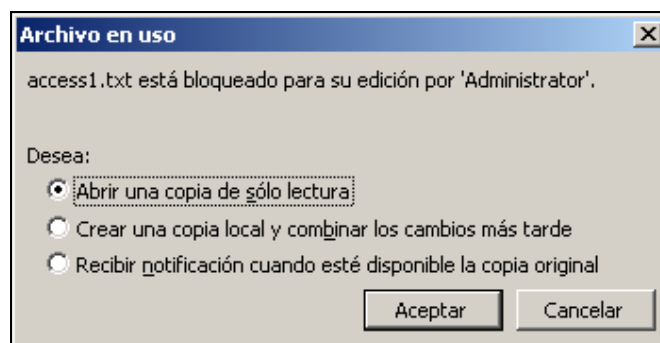 Archivo en uso
access1.txt está bloqueado para su edición por 'Administrator'.
Desea:
Abrir una copia de sólo lectura
Crear una copia local y combinar los cambios más tarde
Recibir notificación cuando esté disponible la copia original
Aceptar Cancelar